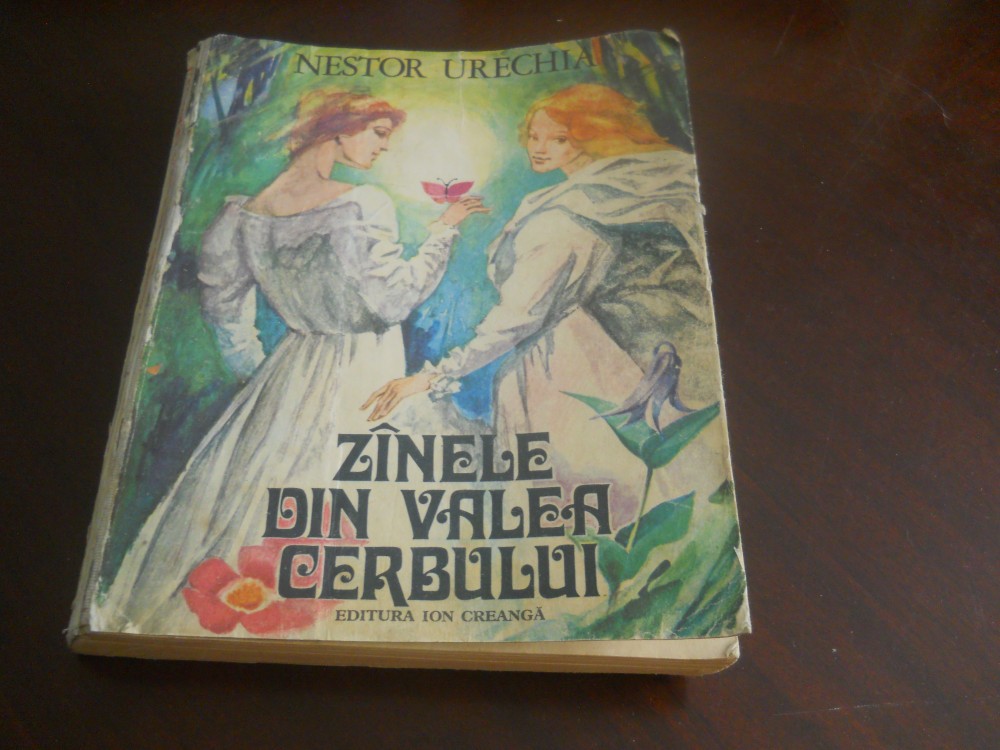 NESTOR URECHIA
ZÎNELE
DIN VALEA
CERBULUI
EDITURA ION CREANGĂ